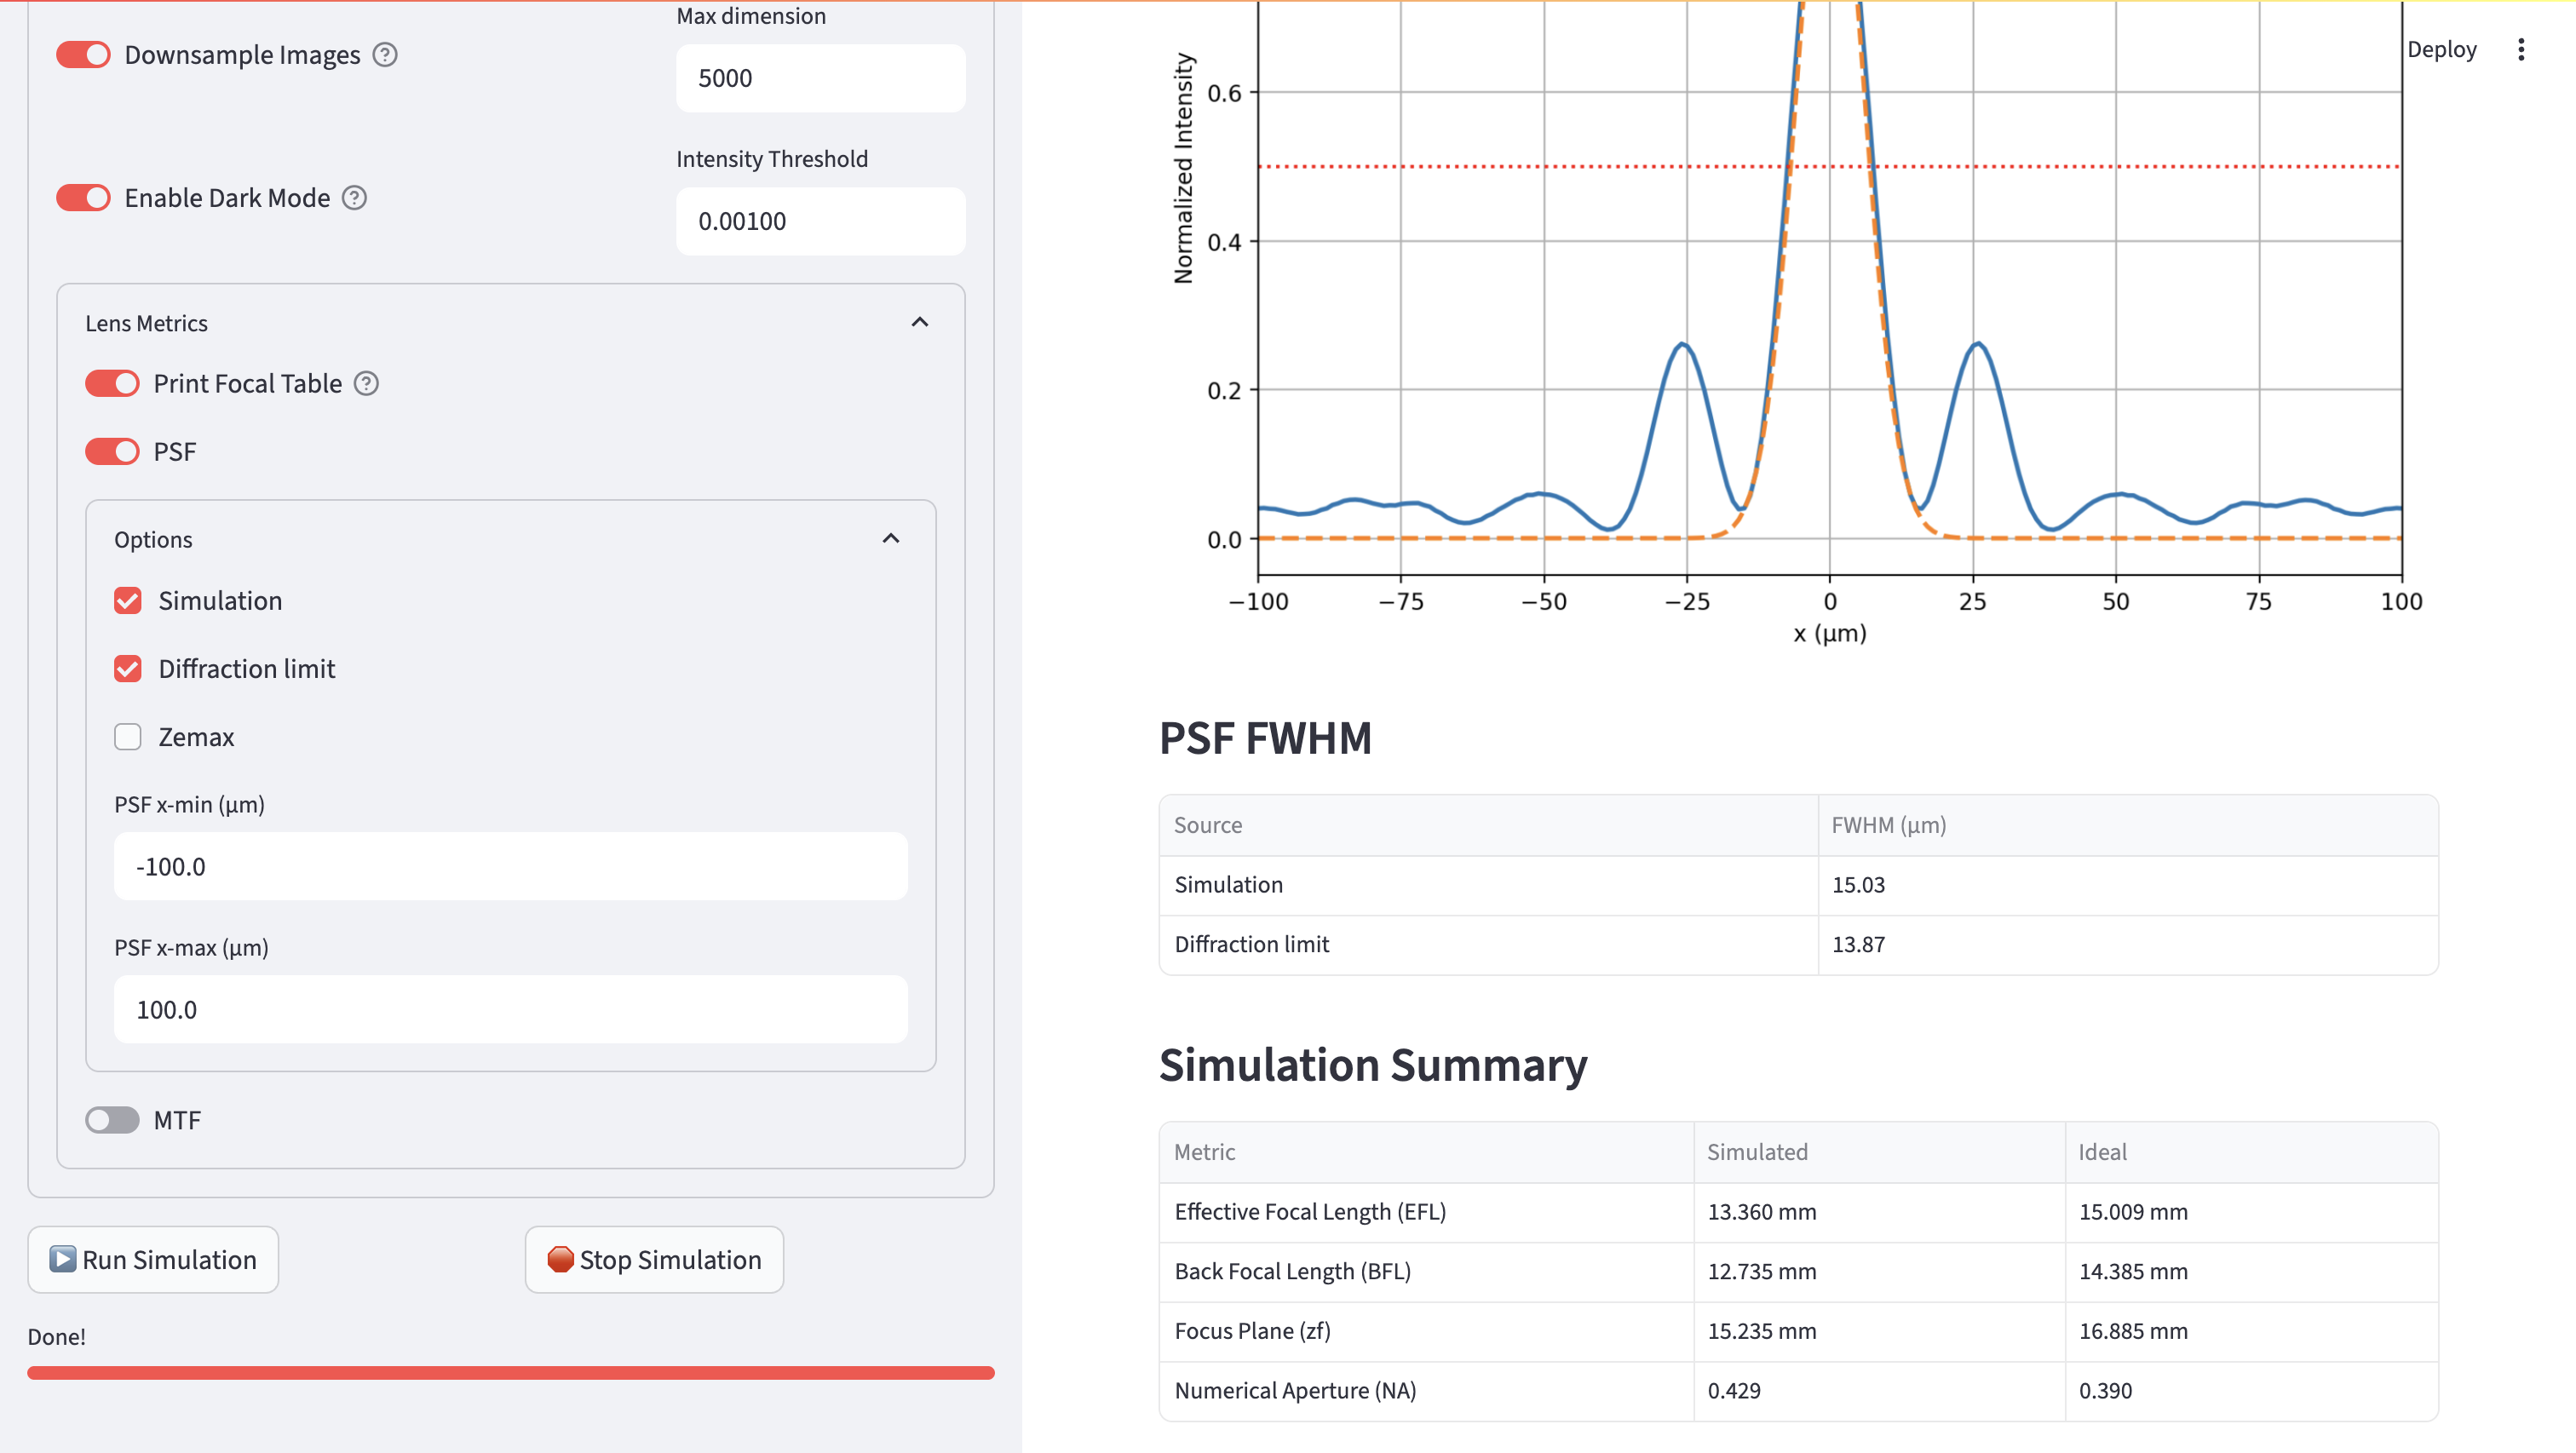 Max dimension
Downsample Images
5000
Intensity Threshold
Enable Dark Mode
0.00100
Lens Metrics
Print Focal Table
PSF
Options
Simulation
Diffraction limit
Zemax
PSF x-min (μm)
-100.0
PSF x-max (μm)
100.0
MTF
Run Simulation
Stop Simulation
Done!
Deploy
Normalized Intensity
0.6
0.4
0.2
0.0
−100 −75 −50 −25 0 25 50 75 100
x (μm)
PSF FWHM
Source FWHM (μm)
Simulation 15.03
Diffraction limit 13.87
Simulation Summary
Metric Simulated Ideal
Effective Focal Length (EFL) 13.360 mm 15.009 mm
Back Focal Length (BFL) 12.735 mm 14.385 mm
Focus Plane (zf) 15.235 mm 16.885 mm
Numerical Aperture (NA) 0.429 0.390